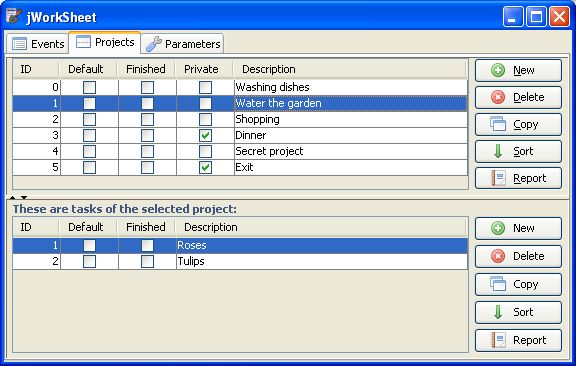 jWorkSheet
Events Projects Parameters
ID Default Finished Private Description
0 Washing dishes
1 Water the garden
2 Shopping
3 Dinner
4 Secret project
5 Exit
New
Delete
Copy
Sort
Report
These are tasks of the selected project:
ID Default Finished Description
1 Roses
2 Tulips
New
Delete
Copy
Sort
Report